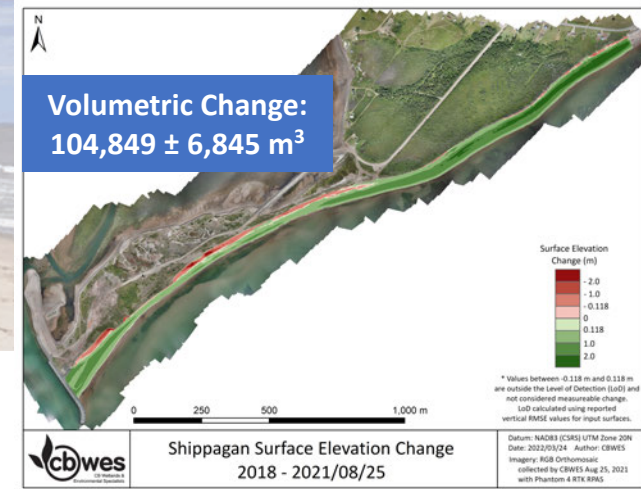 N
Volumetric Change:
104,849 ± 6,845 m³
Surface Elevation
Change (m)
- 2.0
- 1.0
- 0.118
0
0.118
1.0
2.0
* Values between -0.118 m and 0.118 m
are outside the Level of Detection (LoD) and
not considered measureable change.
LoD calculated using reported
vertical RMSE values for input surfaces.
0 250 500 1,000 m
cbwes
CB Wetlands &
Environmental Specialists
Shippagan Surface Elevation Change
2018 - 2021/08/25
Datum: NAD83 (CSRS) UTM Zone 20N
Date: 2022/03/24 Author: CBWES
Imagery: RGB Orthomosaic
collected by CBWES Aug 25, 2021
with Phantom 4 RTK RPAS